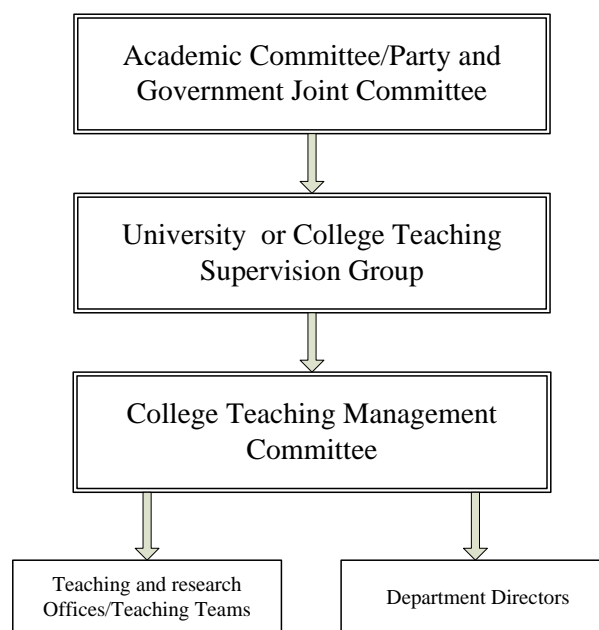 Academic Committee/Party and
Government Joint Committee
University or College Teaching
Supervision Group
College Teaching Management
Committee
Teaching and research
Offices/Teaching Teams
Department Directors